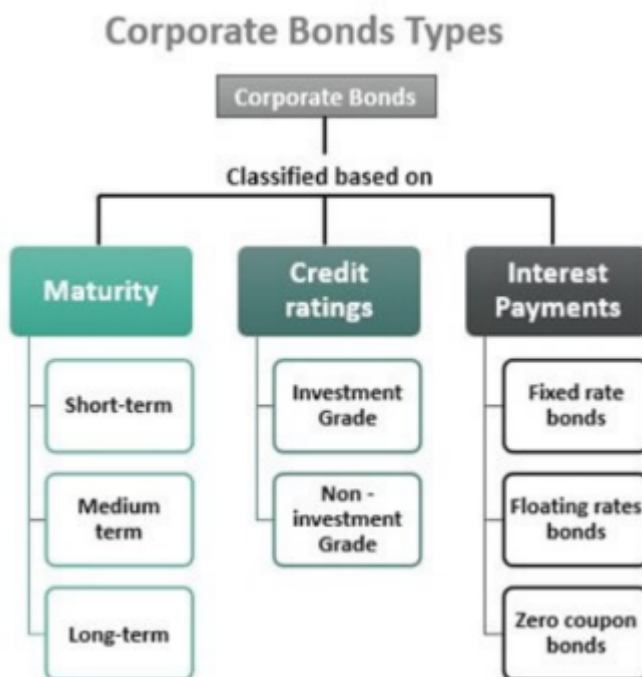 Corporate Bonds Types
Corporate Bonds
Classified based on
Maturity
Short-term
Medium
term
Long-term
Credit
ratings
Investment
Grade
Non -
investment
Grade
Interest
Payments
Fixed rate
bonds
Floating rates
bonds
Zero coupon
bonds